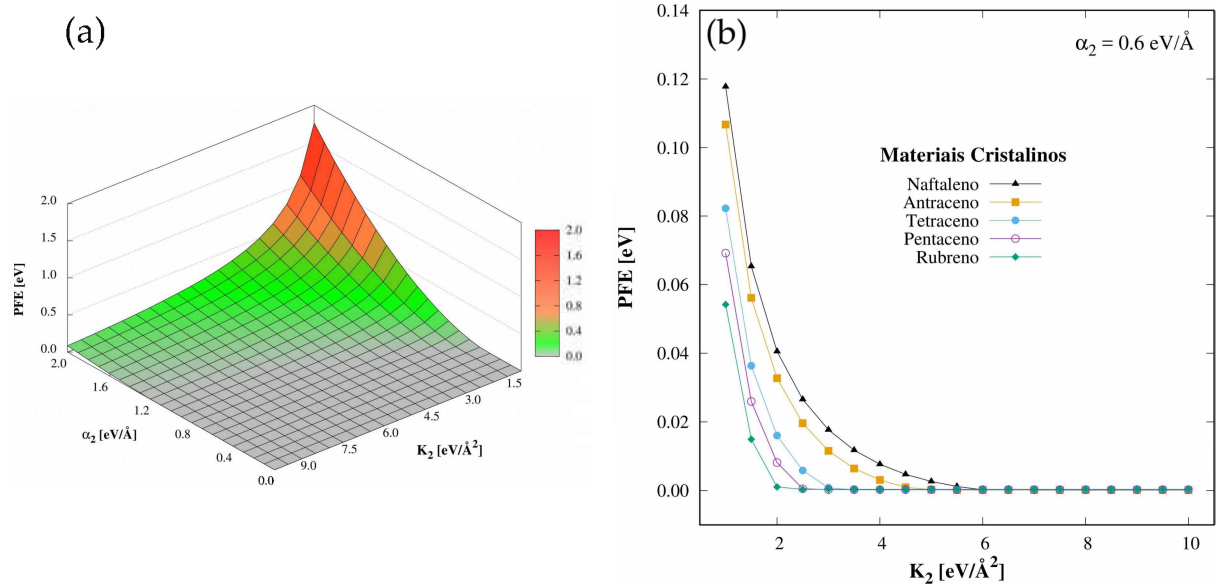 (a)
2.0
1.5
1.0
0.5
0.0
PFE [eV]
2.0
1.6
1.2
0.8
0.4
0.0
α₂ [eV/Å]
9.0
7.5
6.0
4.5
3.0
1.5
K₂ [eV/Å²]
2.0
1.6
1.2
0.8
0.4
0.0
(b)
α₂ = 0.6 eV/Å
0.14
0.12
0.10
0.08
0.06
0.04
0.02
0.00
PFE [eV]
Materiais Cristalinos
Naftaleno
Antraceno
Tetraceno
Pentaceno
Rubreno
2 4 6 8 10
K₂ [eV/Å²]